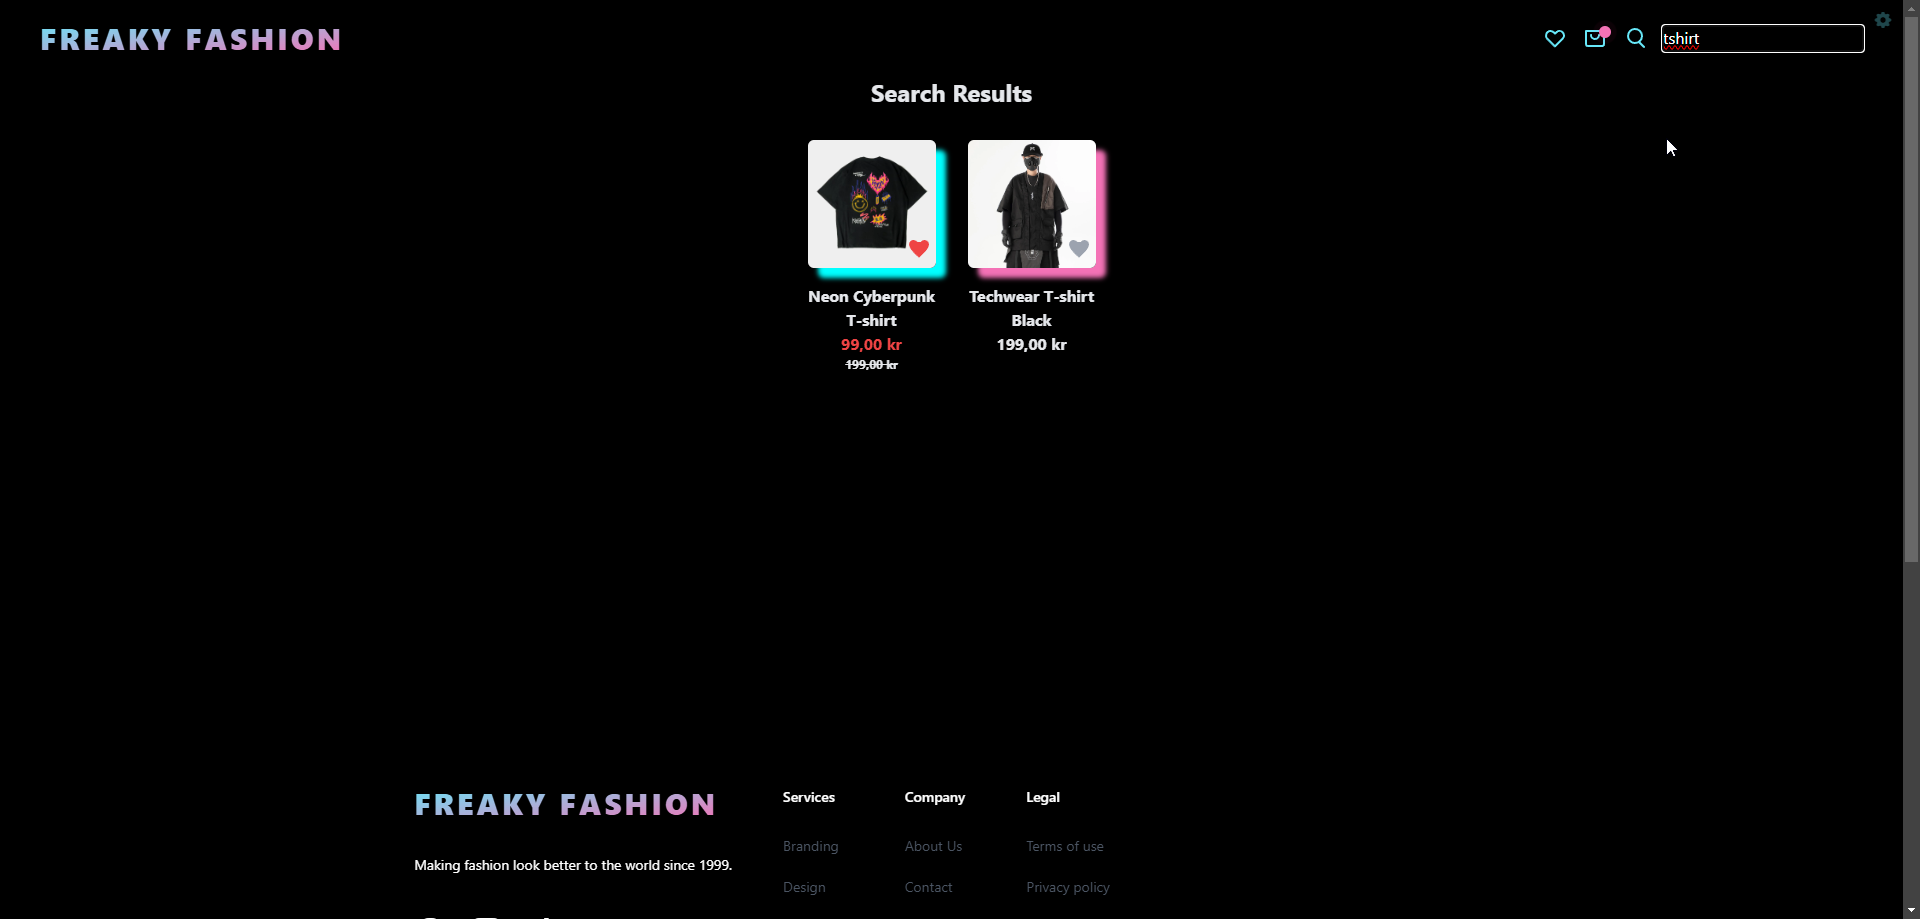 FREAKY FASHION
tshirt
Search Results
Neon Cyberpunk
T-shirt
99,00 kr
199,00 kr
Techwear T-shirt
Black
199,00 kr
FREAKY FASHION
Making fashion look better to the world since 1999.
Services
Branding
Design
Company
About Us
Contact
Legal
Terms of use
Privacy policy